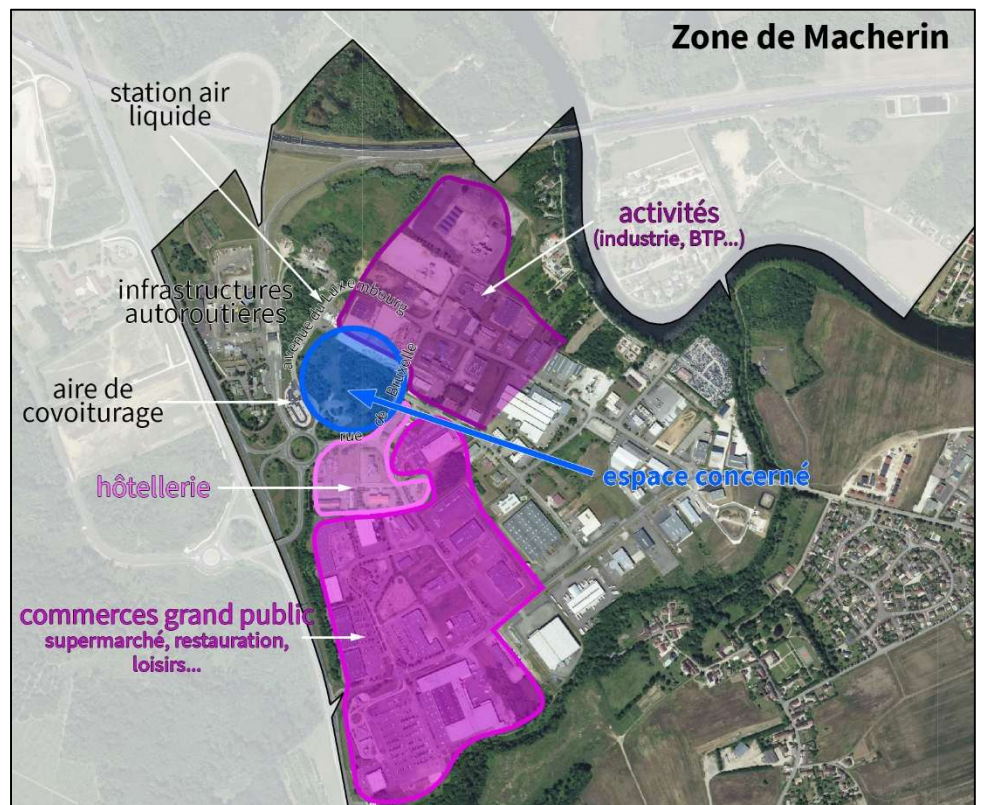 Zone de Macherin
station air
liquide
activités
(industrie, BTP...)
avenue du Luxembourg
infrastructures
autoroutières
rue de Bruxelle
aire de
covoiturage
espace concerné
hôtellerie
commerces grand public
supermarché, restauration,
loisirs...